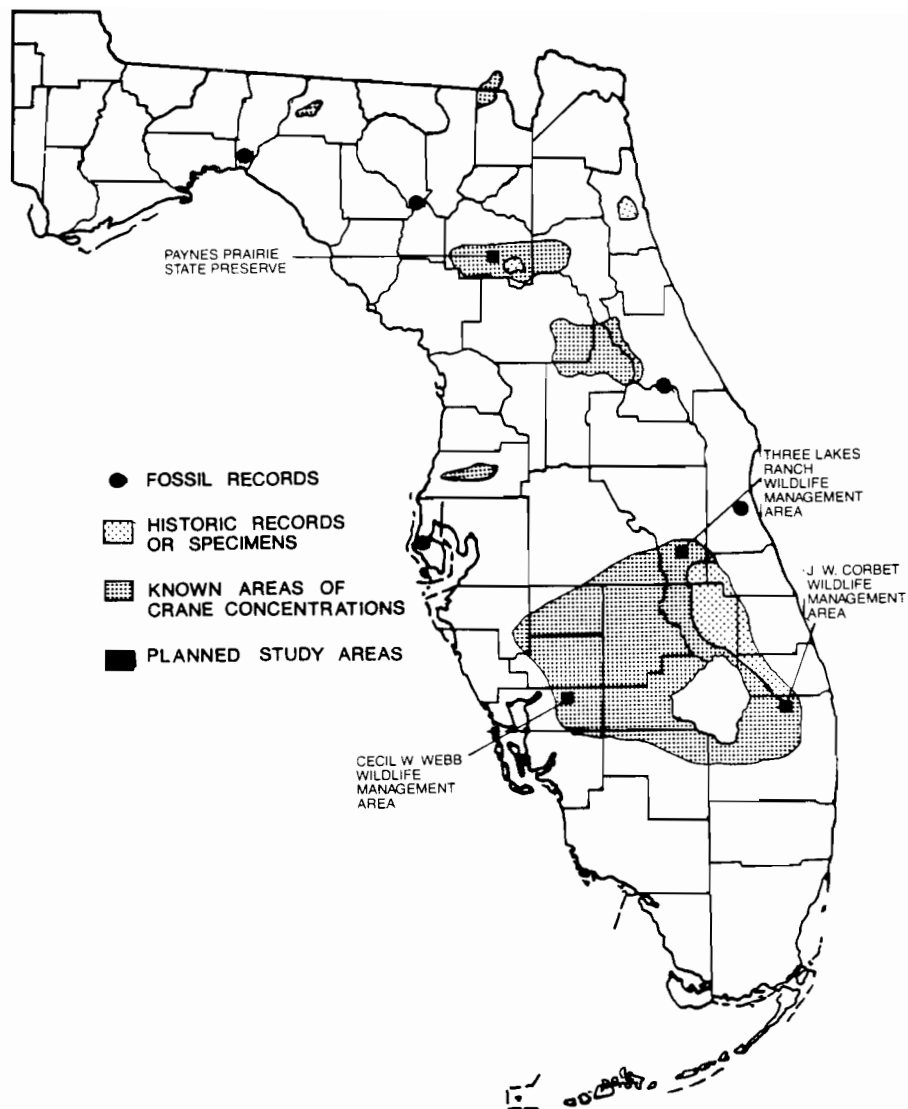 PAYNES PRAIRIE
STATE PRESERVE
FOSSIL RECORDS
HISTORIC RECORDS
OR SPECIMENS
KNOWN AREAS OF
CRANE CONCENTRATIONS
PLANNED STUDY AREAS
THREE LAKES
RANCH
WILDLIFE
MANAGEMENT
AREA
J. W. CORBET
WILDLIFE
MANAGEMENT
AREA
CECIL W. WEBB
WILDLIFE
MANAGEMENT
AREA